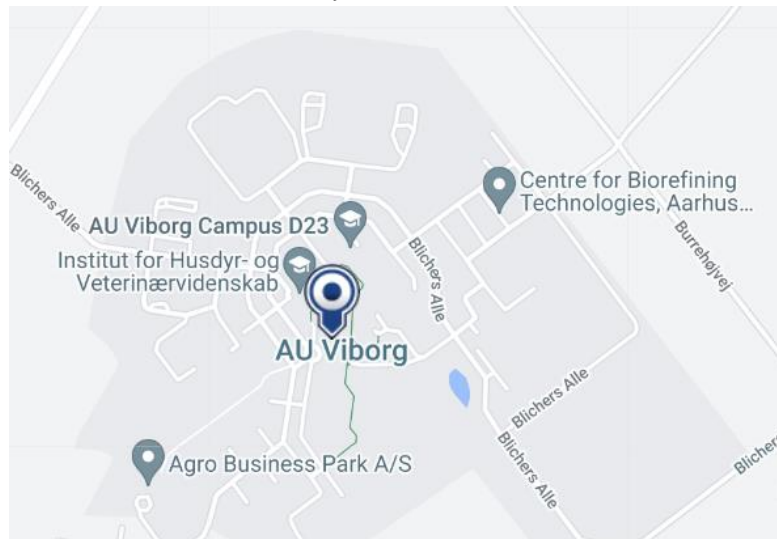 Blichers Alle
AU Viborg Campus D23
Institut for Husdyr- og
Veterinærvidenskab
AU Viborg
Agro Business Park A/S
Blichers Alle
Centre for Biorefining
Technologies, Aarhus...
Burrehøjvej
Blichers Alle
Blichers Alle
Blicher